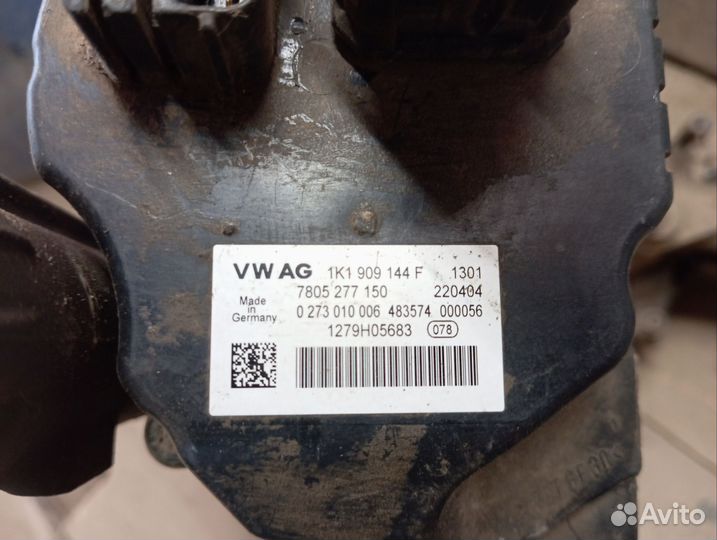 VW AG 1K1 909 144 F 1301
7805 277 150 220404
Made in Germany 0 273 010 006 483574 000056
1279H05683 078
Avito